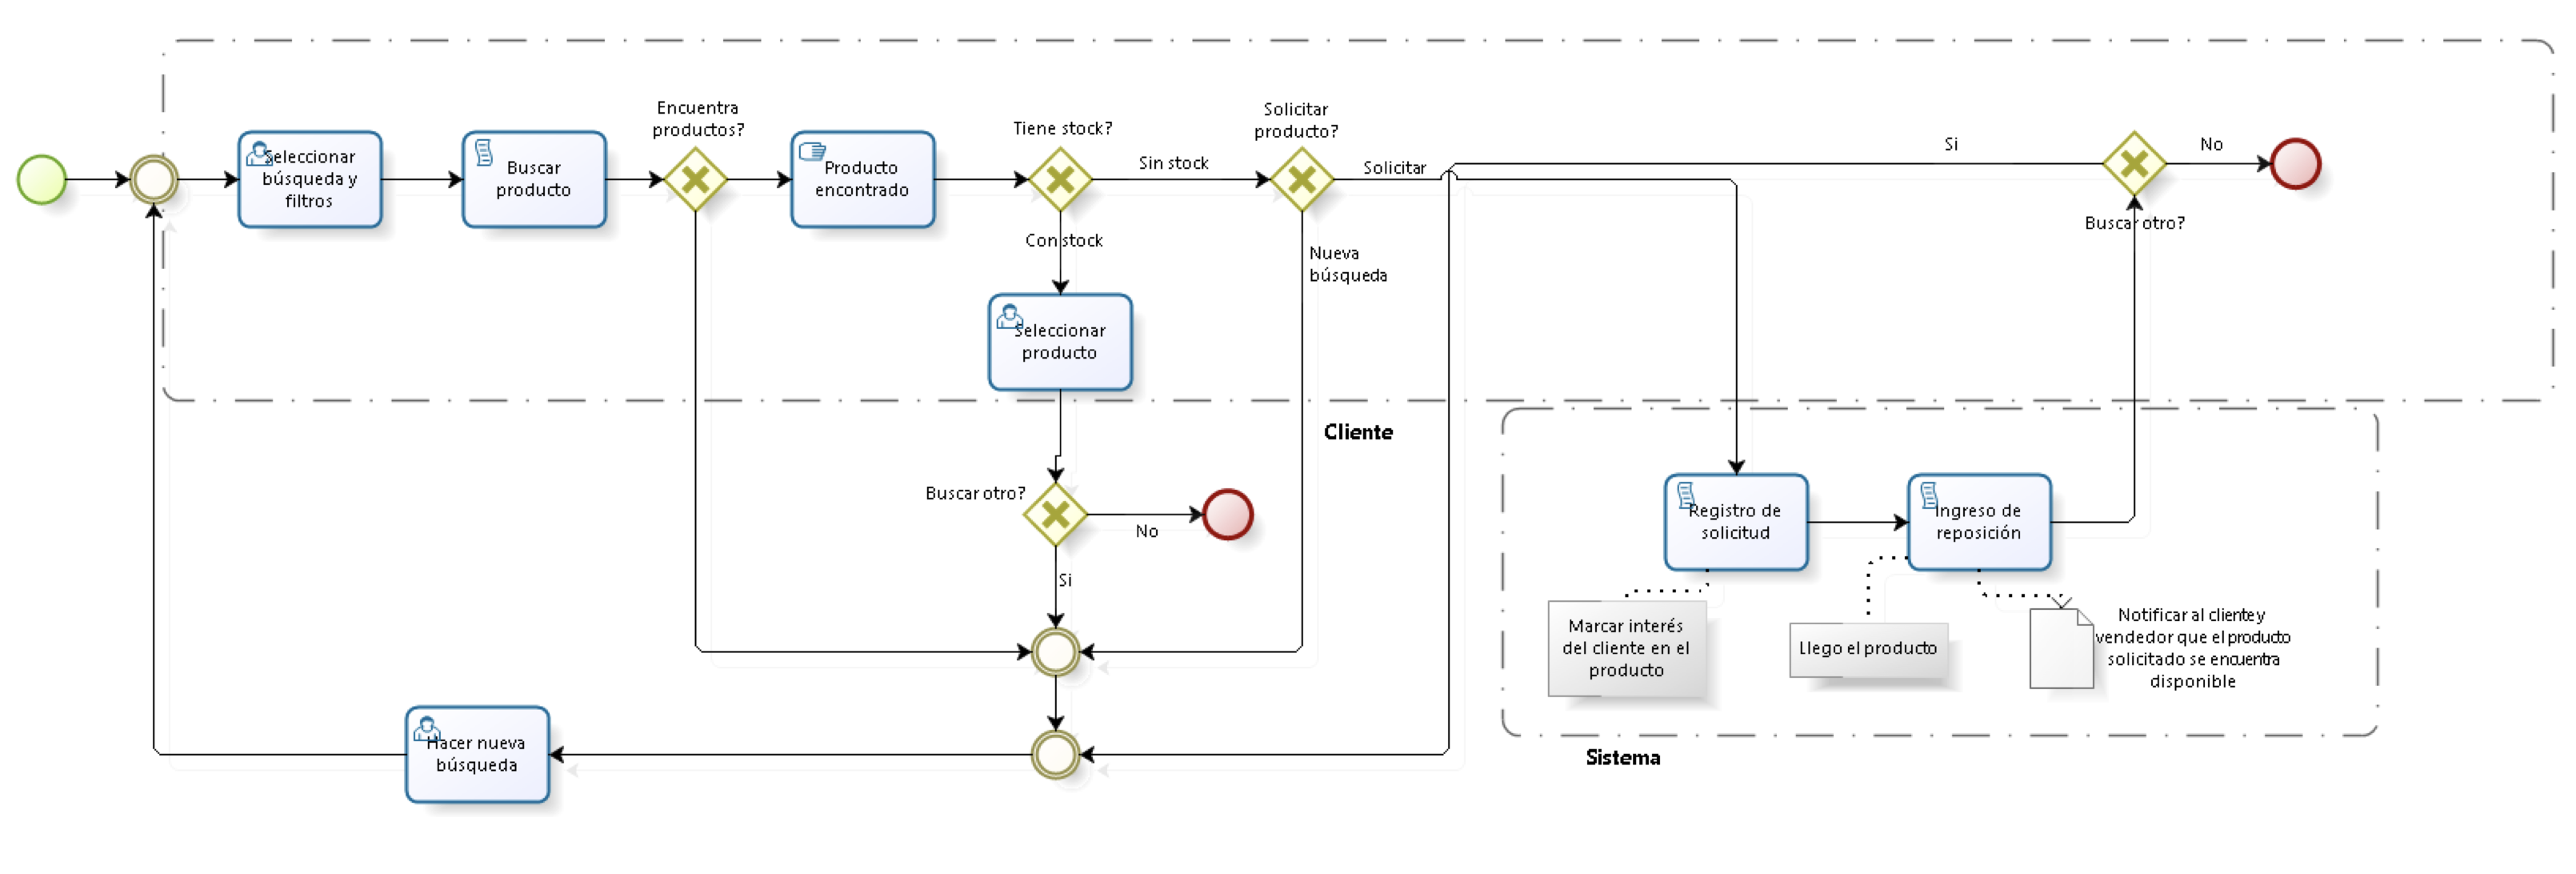 Encuentra
productos?
Tiene stock?
Solicitar
producto?
Seleccionar
búsqueda y
filtros
Buscar
producto
Producto
encontrado
Sin stock
Solicitar
Si
No
Buscar otro?
Con stock
Nueva
búsqueda
Seleccionar
producto
Cliente
Buscar otro?
No
Si
Registro de
solicitud
Ingreso de
reposición
Marcar interés
del cliente en el
producto
Llego el producto
Notificar al cliente y
vendedor que el producto
solicitado se encuentra
disponible
Hacer nueva
búsqueda
Sistema